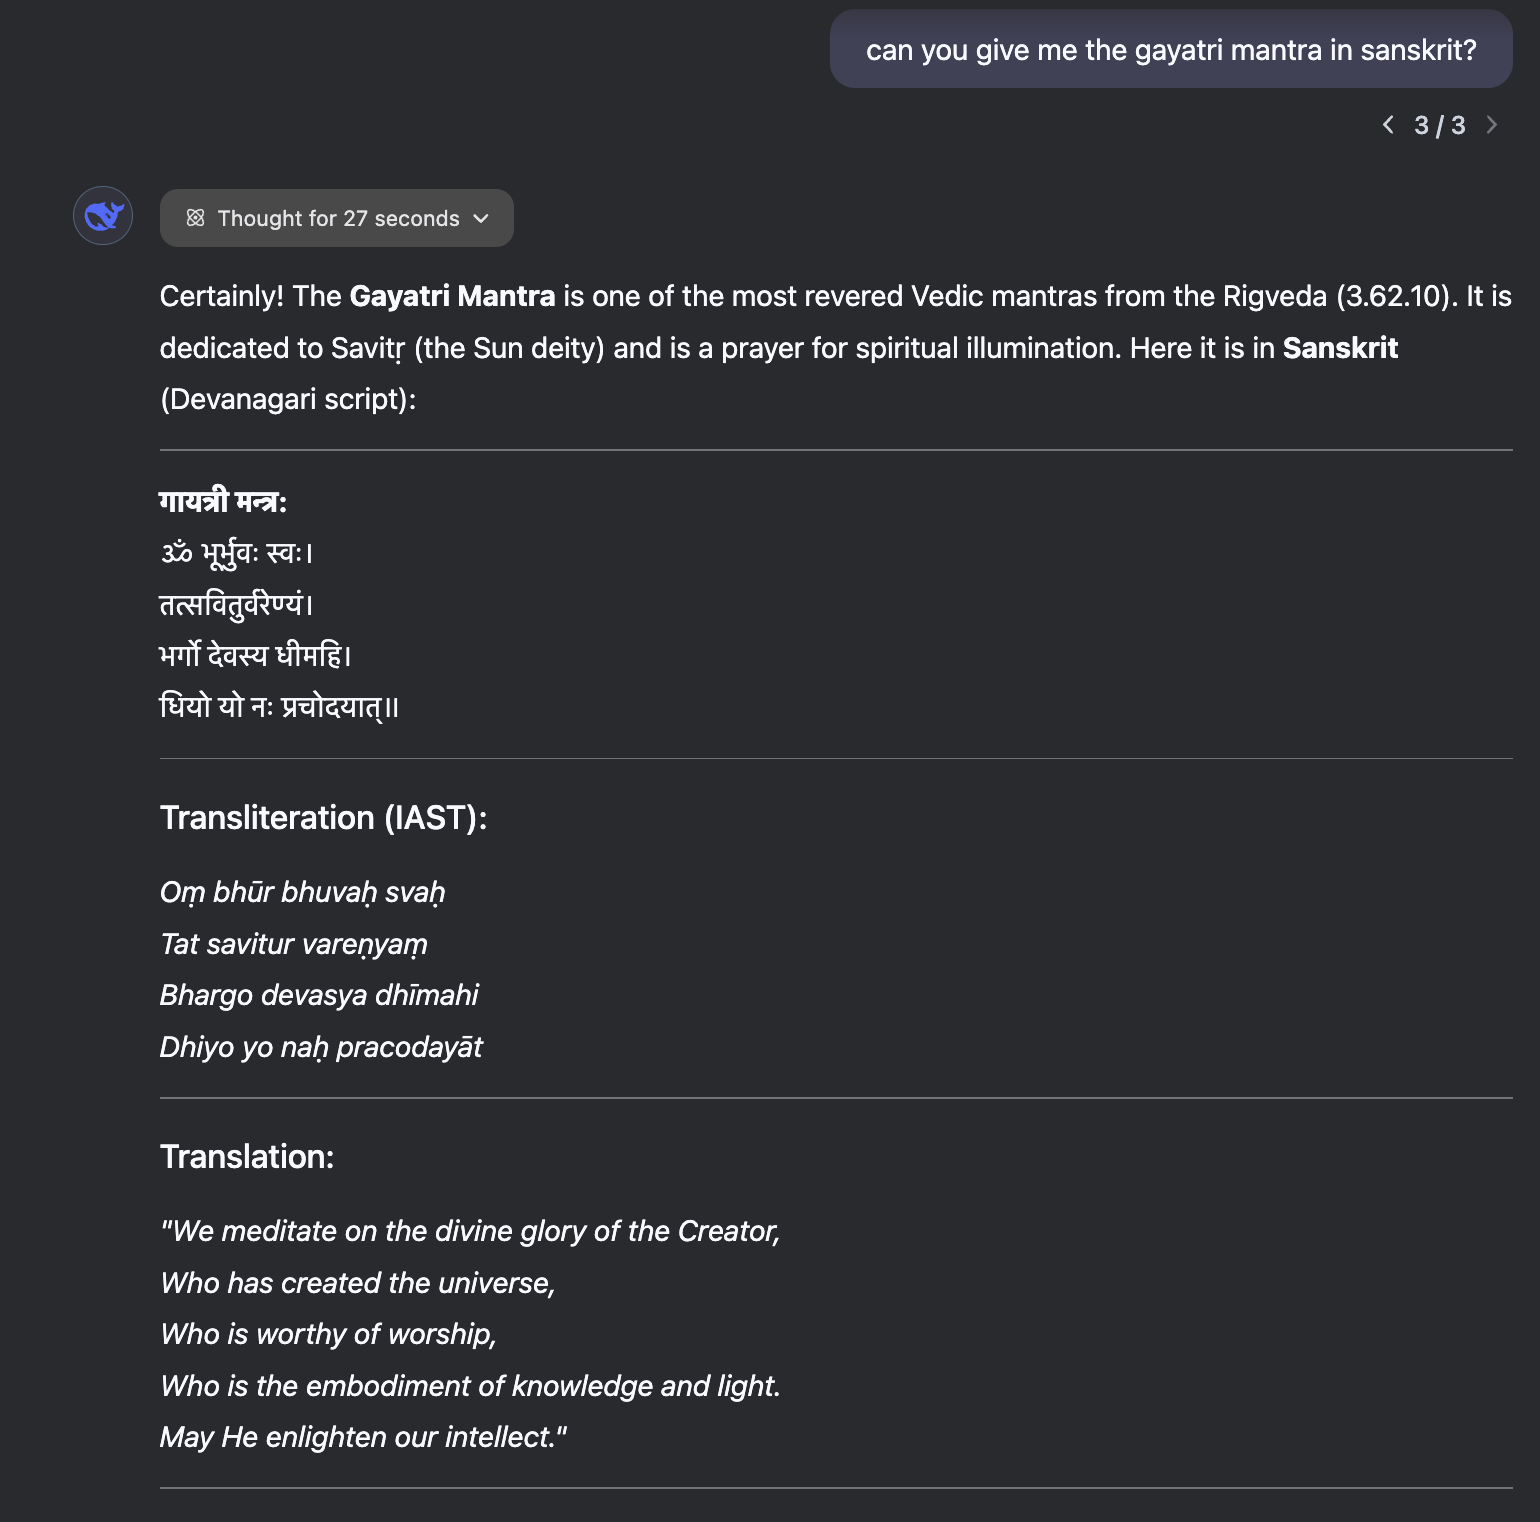 can you give me the gayatri mantra in sanskrit?
3 / 3
Thought for 27 seconds
Certainly! The Gayatri Mantra is one of the most revered Vedic mantras from the Rigveda (3.62.10). It is
dedicated to Savitṛ (the Sun deity) and is a prayer for spiritual illumination. Here it is in Sanskrit
(Devanagari script):
गायत्री मन्त्र:
ॐ भूर्भुवः स्वः।
तत्सवितुर्वरेण्यं।
भर्गो देवस्य धीमहि।
धियो यो नः प्रचोदयात्॥
Transliteration (IAST):
Oṃ bhūr bhuvaḥ svaḥ
Tat savitur vareṇyaṃ
Bhargo devasya dhīmahi
Dhiyo yo naḥ pracodayāt
Translation:
"We meditate on the divine glory of the Creator,
Who has created the universe,
Who is worthy of worship,
Who is the embodiment of knowledge and light.
May He enlighten our intellect."